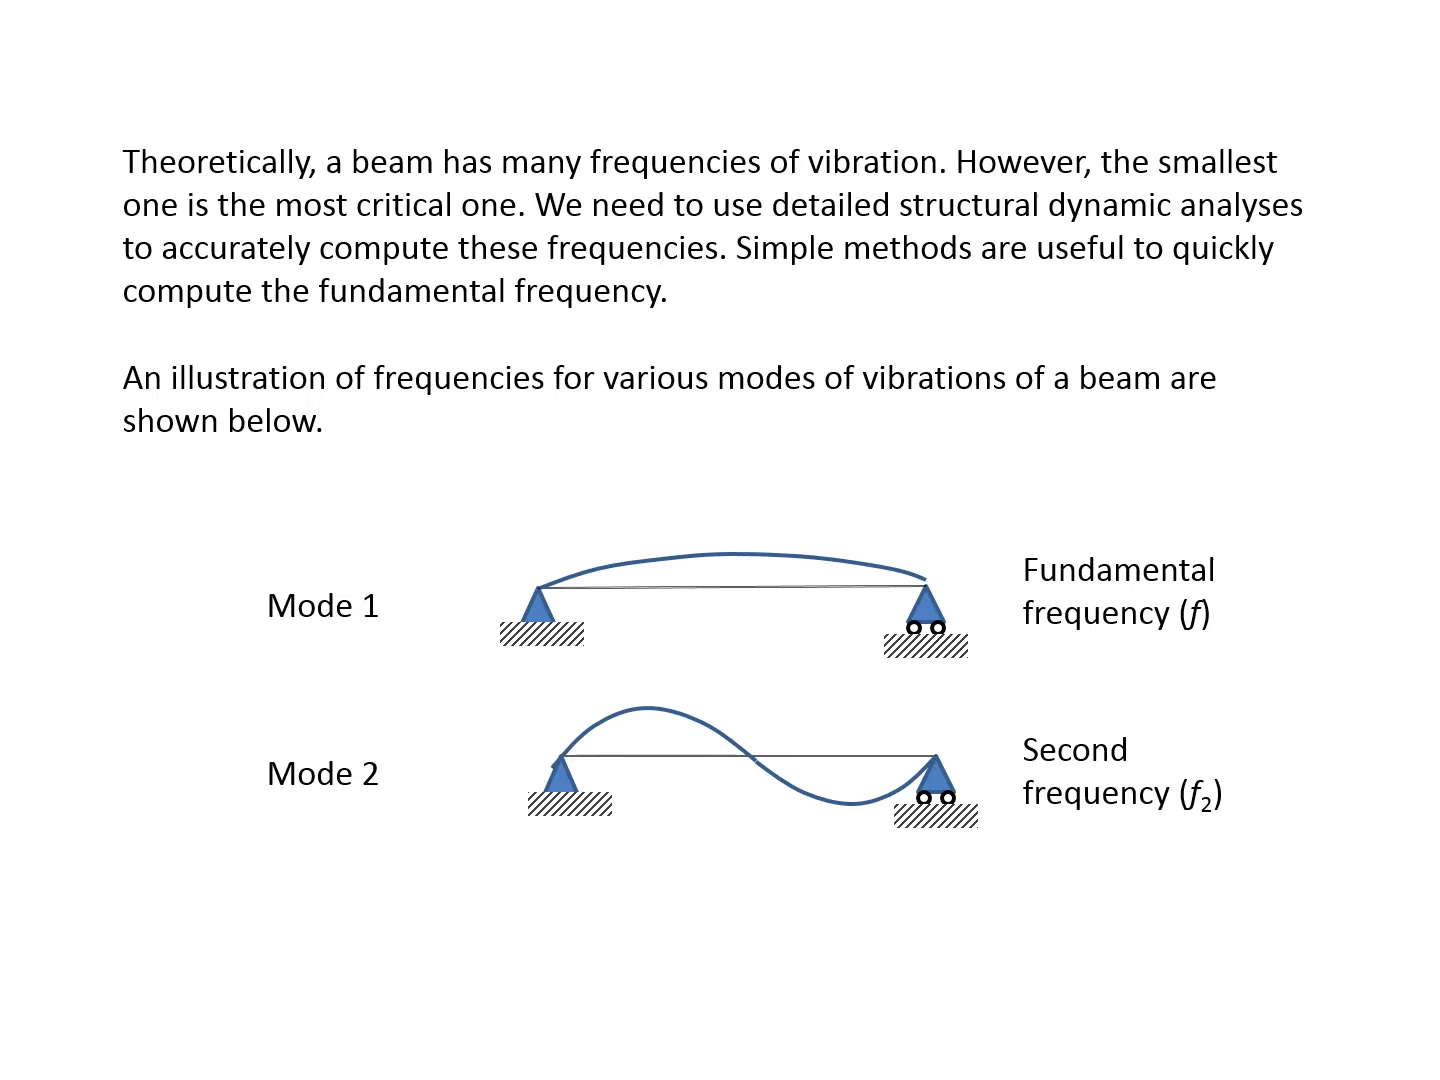 Theoretically, a beam has many frequencies of vibration. However, the smallest
one is the most critical one. We need to use detailed structural dynamic analyses
to accurately compute these frequencies. Simple methods are useful to quickly
compute the fundamental frequency.
An illustration of frequencies for various modes of vibrations of a beam are
shown below.
Mode 1
Fundamental
frequency (f)
Mode 2
Second
frequency (f₂)